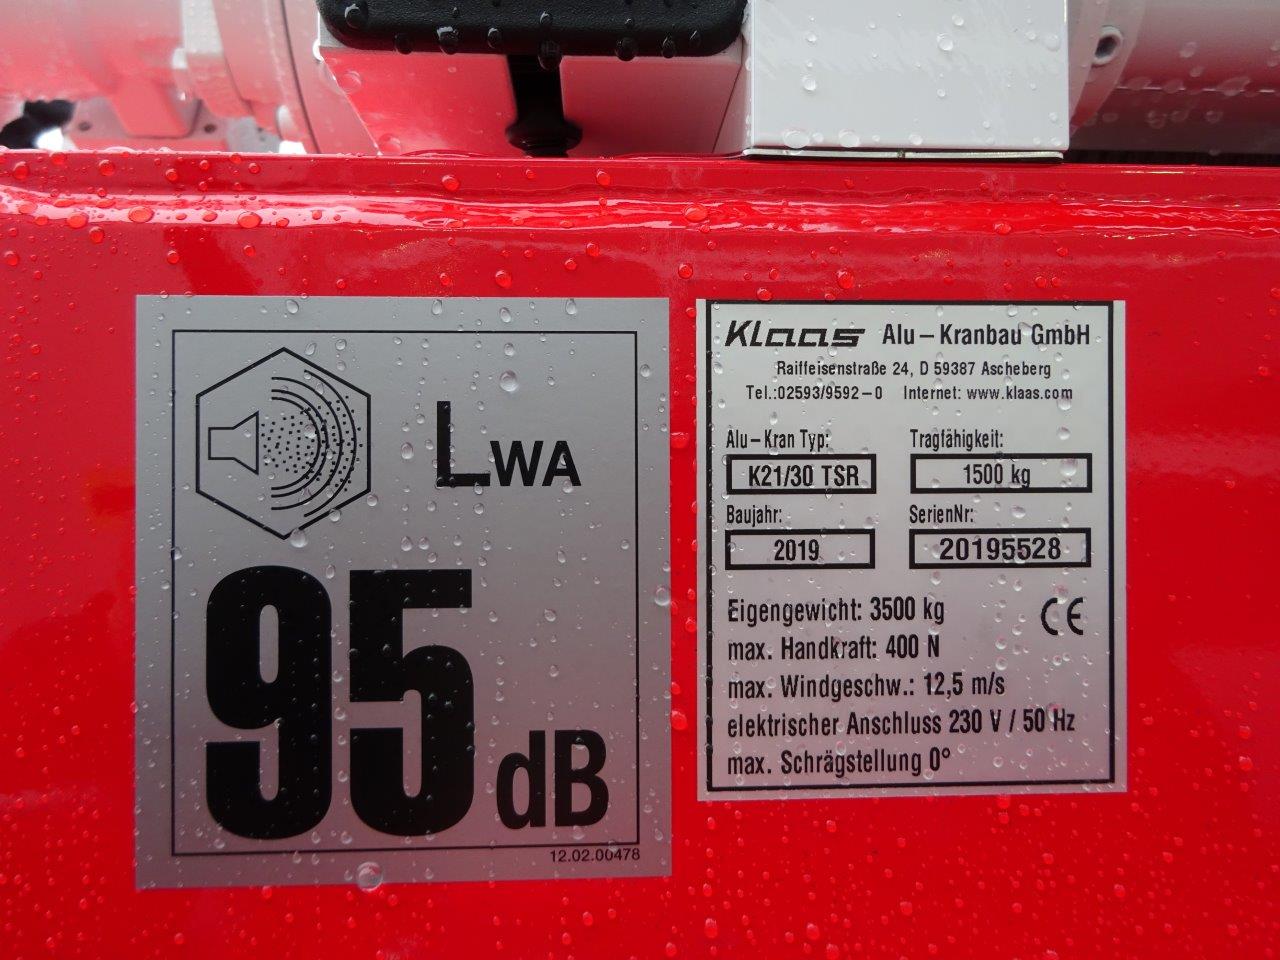 LWA
95 dB
12.02.00478
Klaas Alu – Kranbau GmbH
Raiffeisenstraße 24, D 59387 Ascheberg
Tel.:02593/9592 – 0 Internet: www.klaas.com
Alu – Kran Typ: Tragfähigkeit:
K21/30 TSR 1500 kg
Baujahr: SerienNr:
2019 20195528
Eigengewicht: 3500 kg CE
max. Handkraft: 400 N
max. Windgeschw.: 12,5 m/s
elektrischer Anschluss 230 V / 50 Hz
max. Schrägstellung 0°